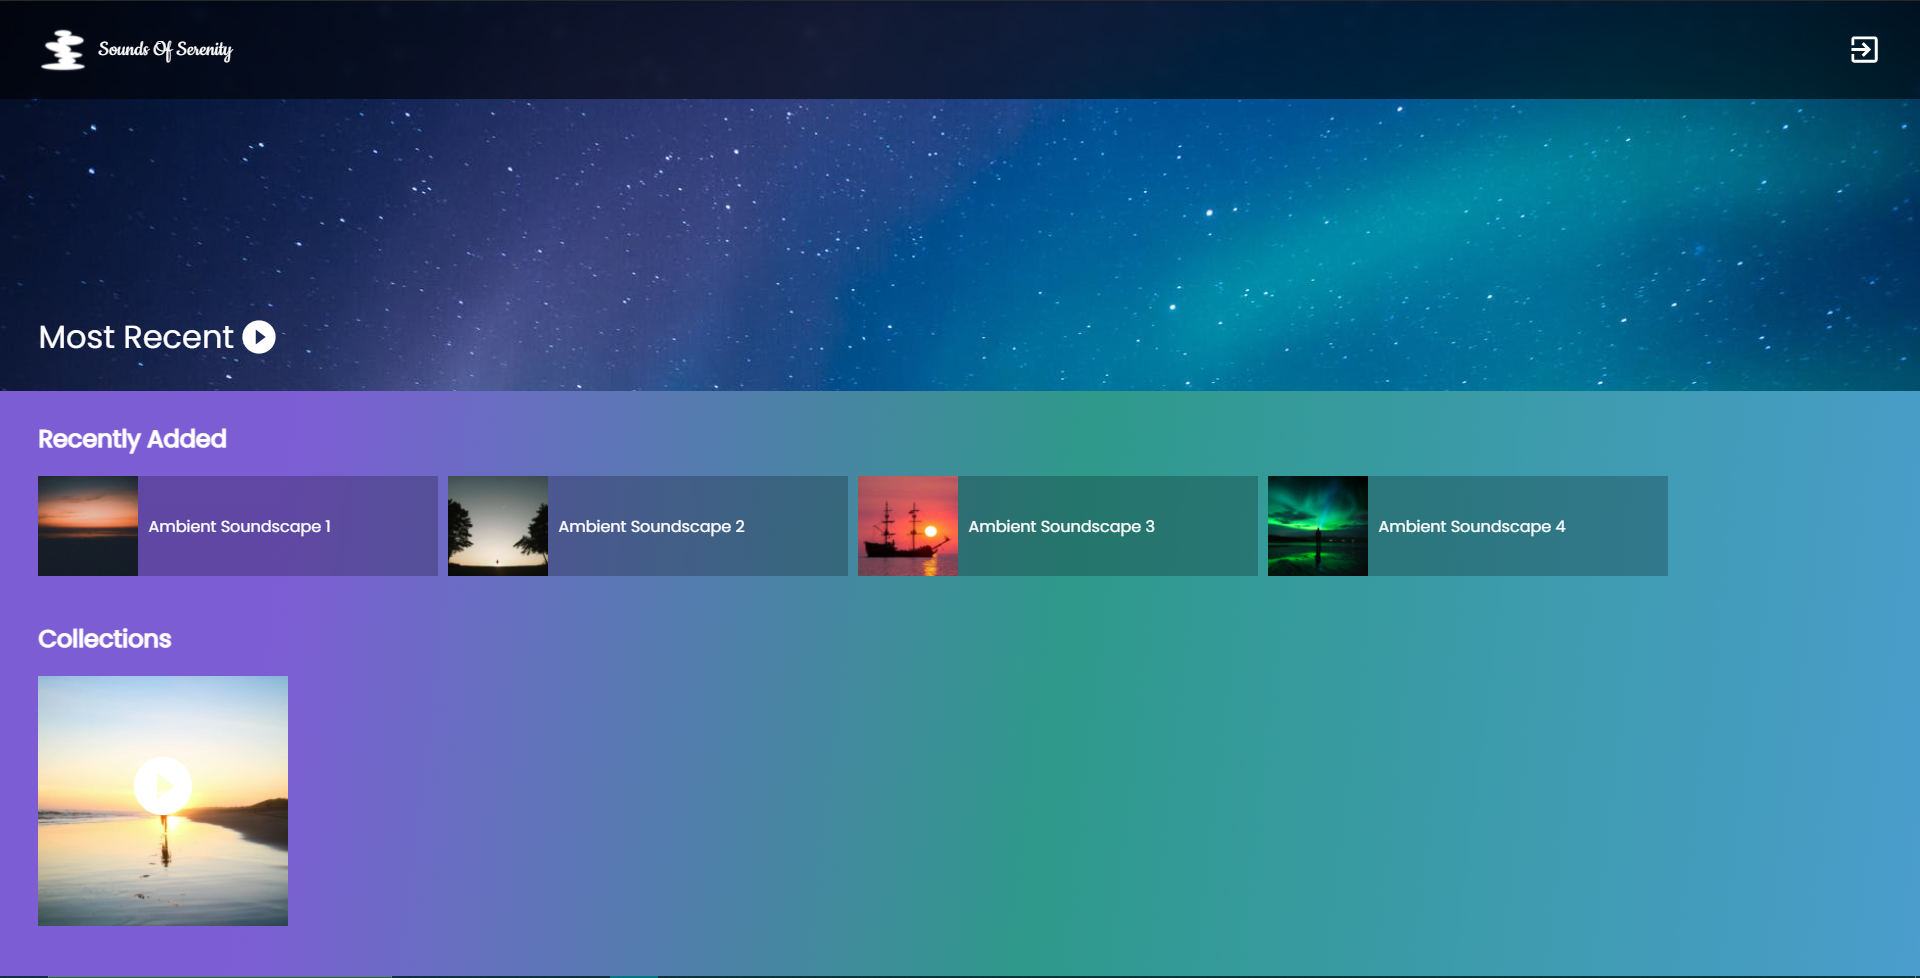 Sounds Of Serenity
Most Recent
Recently Added
Ambient Soundscape 1
Ambient Soundscape 2
Ambient Soundscape 3
Ambient Soundscape 4
Collections